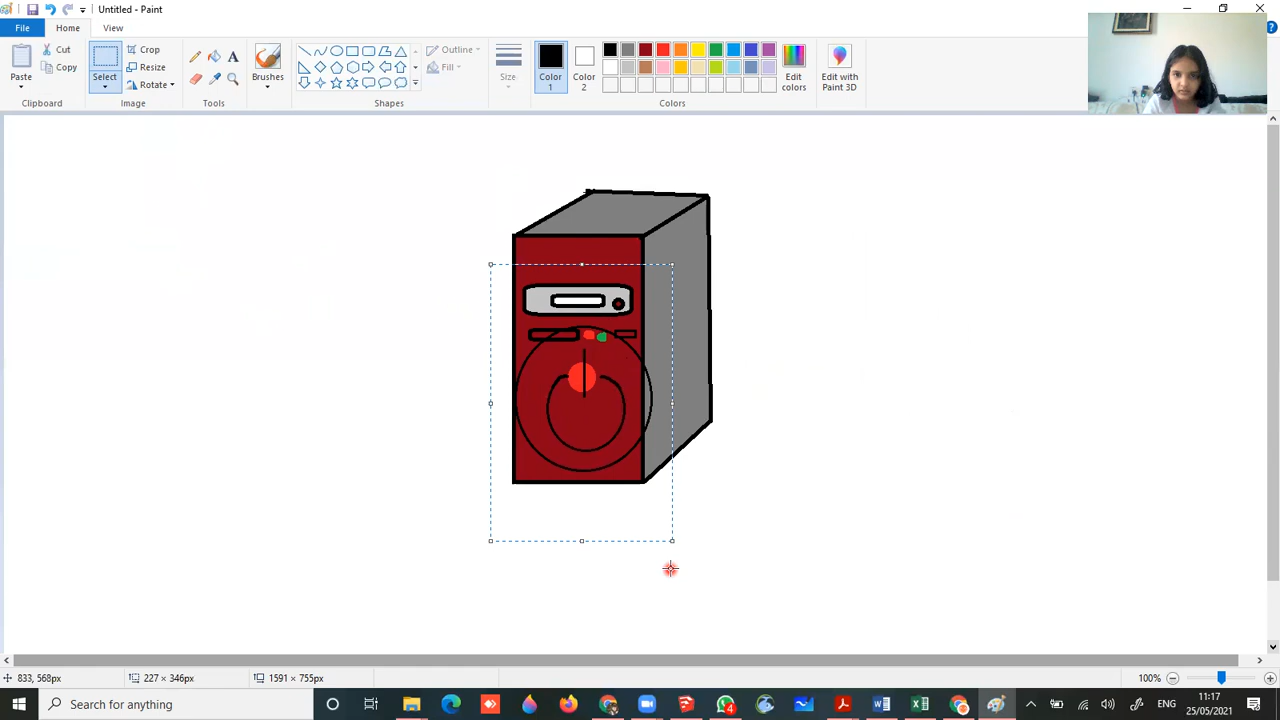 Untitled - Paint
File Home View
Paste
Cut
Copy
Clipboard
Select
Crop
Resize
Rotate
Image
A
Tools
Brushes
Outline
Fill
Shapes
Size
Color
1
Color
2
Edit
colors
Colors
Edit with
Paint 3D
833, 568px
227 × 346px
1591 × 755px
100%
Search for anything
4
ENG
11:17
25/05/2021